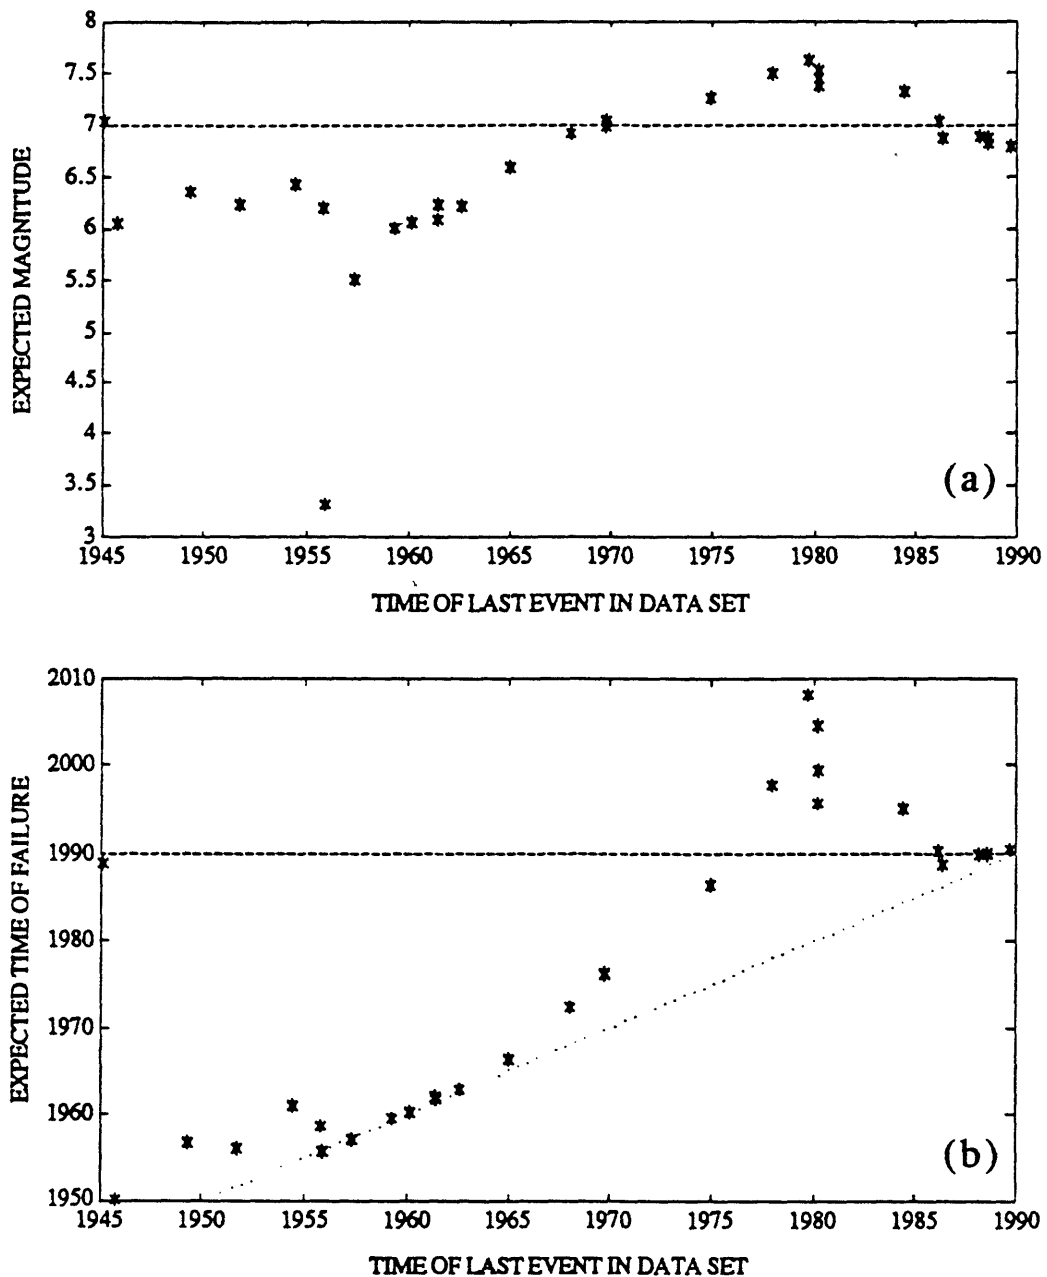 8
7.5
7
6.5
6
5.5
5
4.5
4
3.5
3
EXPECTED MAGNITUDE
(a)
1945 1950 1955 1960 1965 1970 1975 1980 1985 1990
TIME OF LAST EVENT IN DATA SET
2010
2000
1990
1980
1970
1960
1950
EXPECTED TIME OF FAILURE
(b)
1945 1950 1955 1960 1965 1970 1975 1980 1985 1990
TIME OF LAST EVENT IN DATA SET